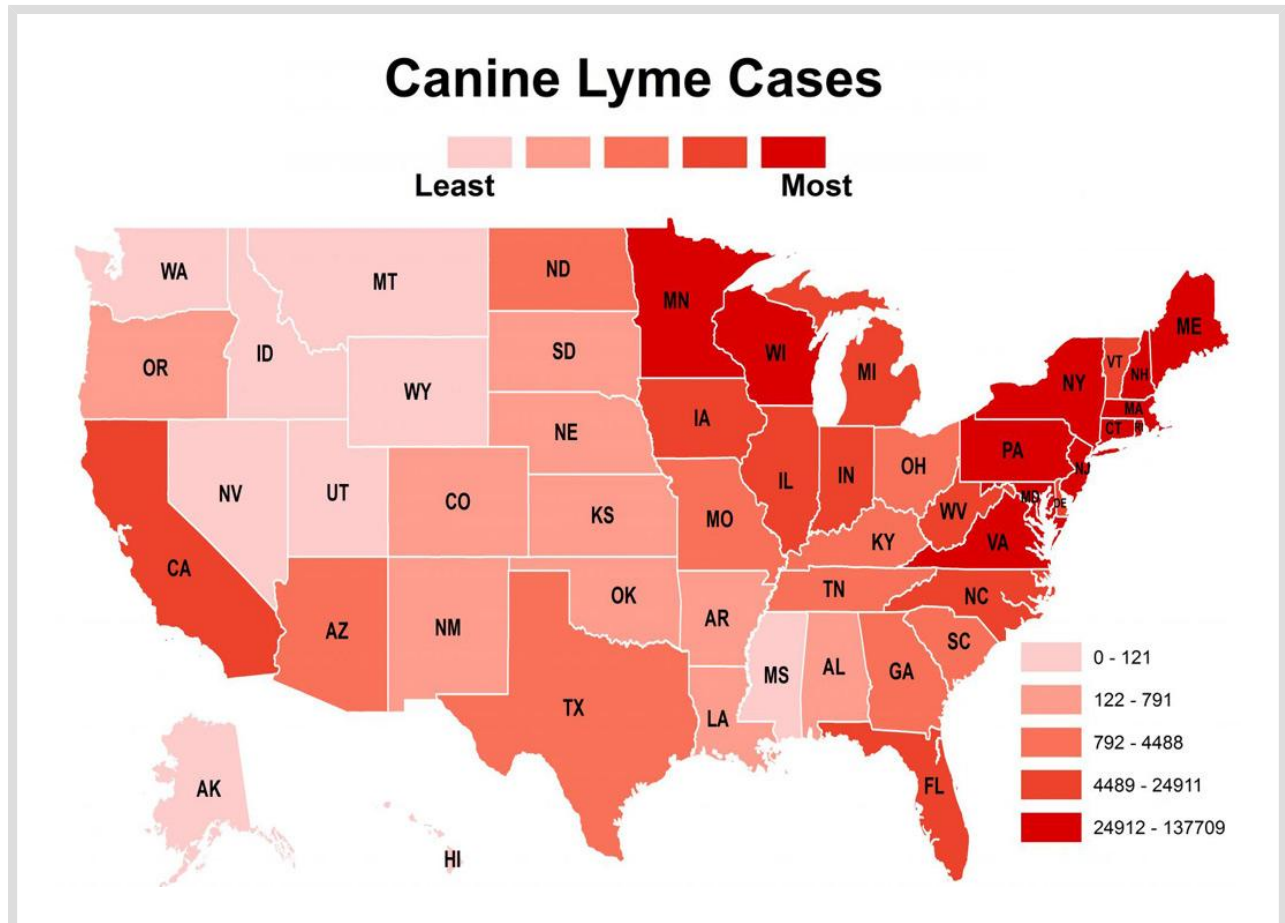 Canine Lyme Cases
Least Most
WA
MT
ND
MN
ME
OR
ID
SD
WI
VT
NH
WY
MI
NY
MA
IA
CT
NE
PA
NV
UT
CO
IL
IN
OH
NJ
MD
DE
KS
MO
WV
CA
KY
VA
AZ
NM
OK
TN
NC
AR
SC
TX
MS
AL
GA
LA
AK
FL
HI
0 - 121
122 - 791
792 - 4488
4489 - 24911
24912 - 137709